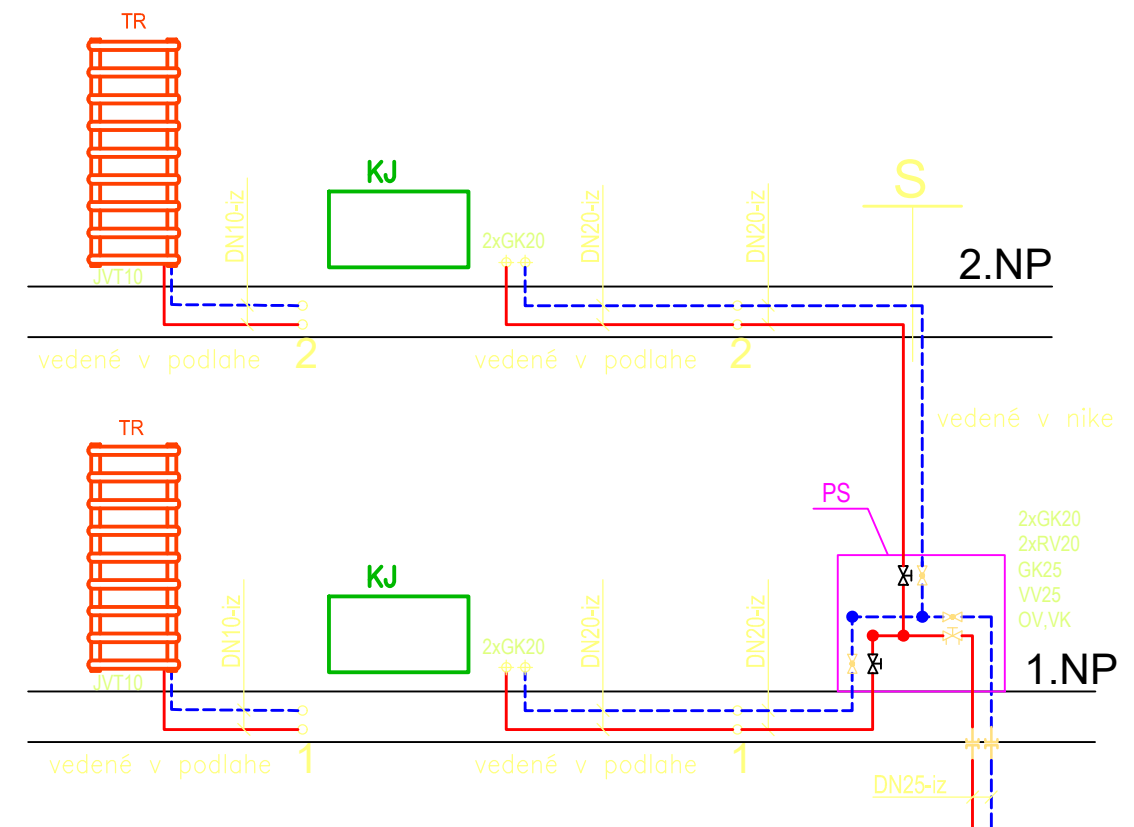 TR
KJ
S
DN10-iz
2xGK20
DN20-iz
DN20-iz
2.NP
JVT10
vedené v podlahe 2
vedené v podlahe 2
vedené v nike
TR
PS
2xGK20
2xRV20
GK25
VV25
OV,VK
KJ
DN10-iz
2xGK20
DN20-iz
DN20-iz
1.NP
JVT10
vedené v podlahe 1
vedené v podlahe 1
DN25-iz